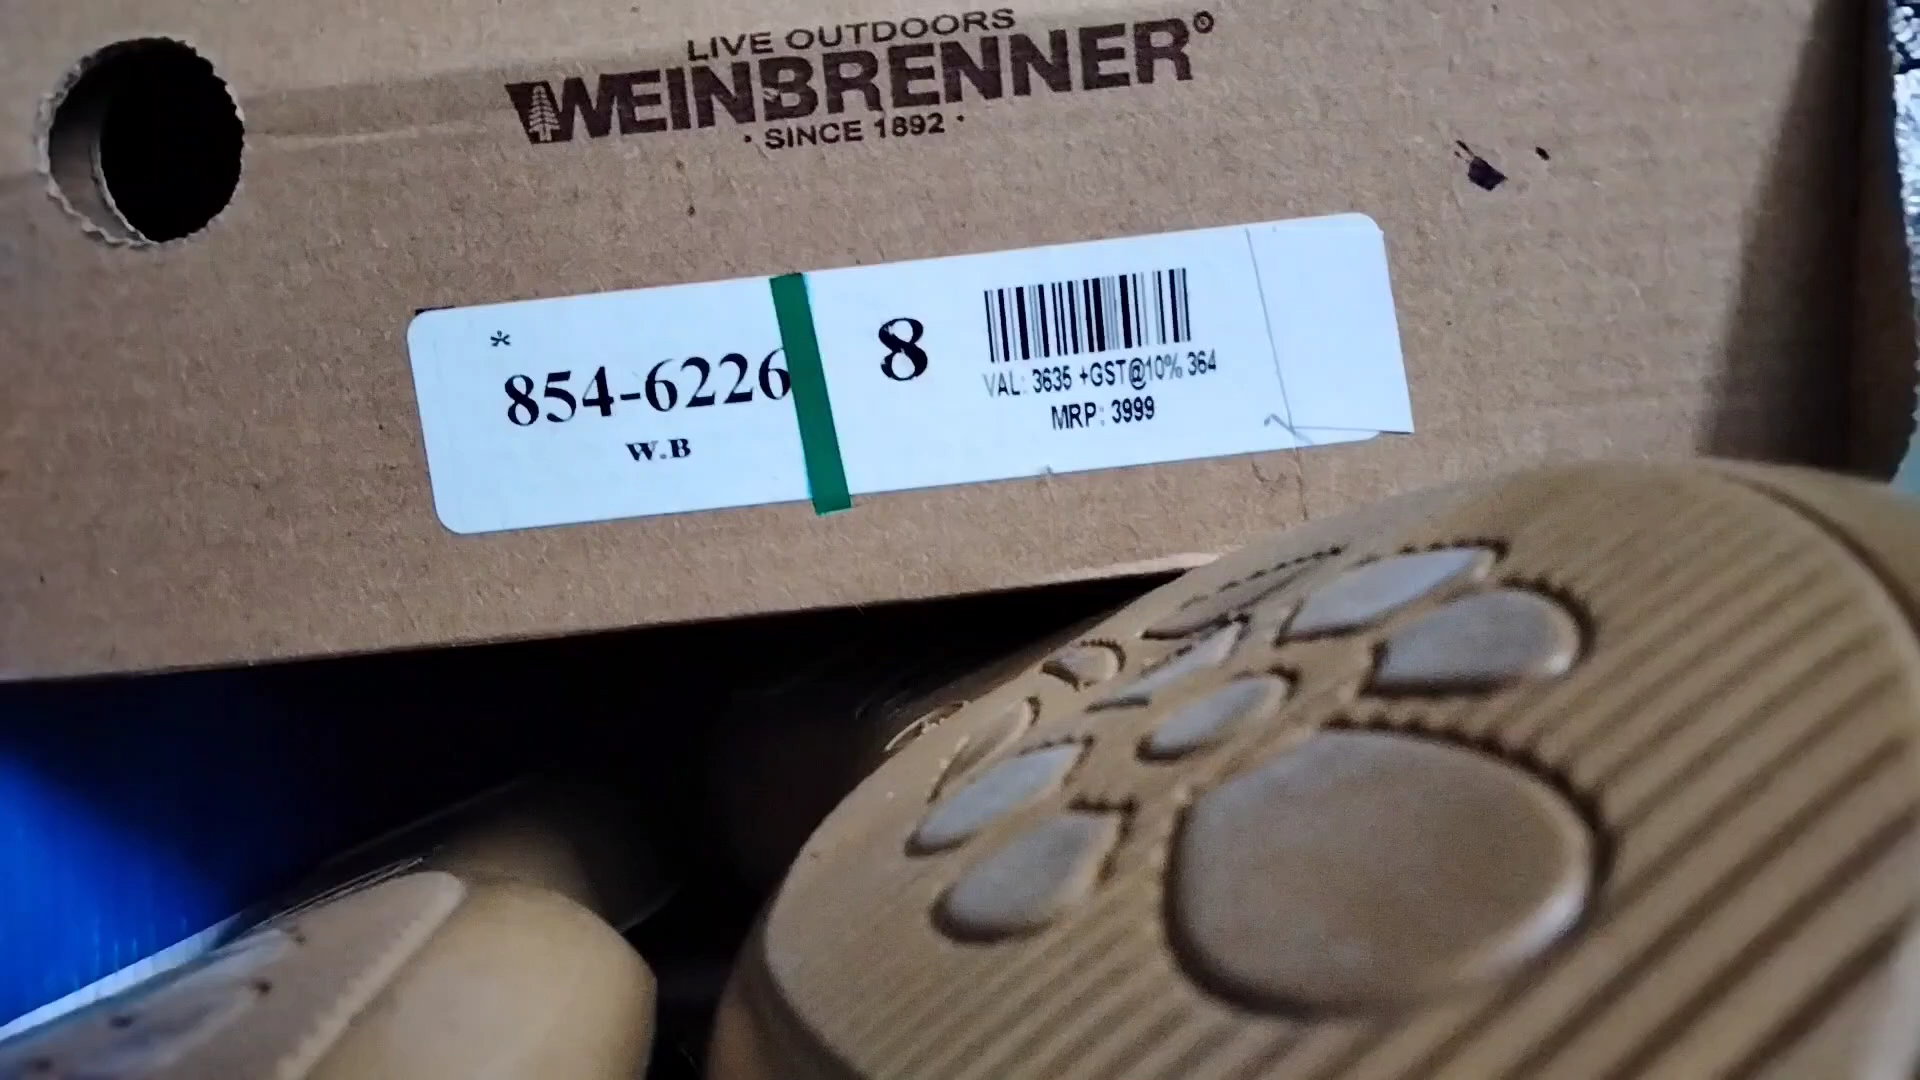 LIVE OUTDOORS
WEINBRENNER®
· SINCE 1892 ·
*
854-6226
W.B
8
VAL: 3635 +GST@10% 364
MRP: 3999